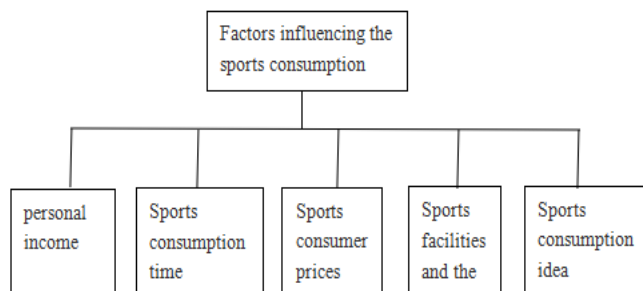 Factors influencing the
sports consumption
personal
income
Sports
consumption
time
Sports
consumer
prices
Sports
facilities
and the
Sports
consumption
idea